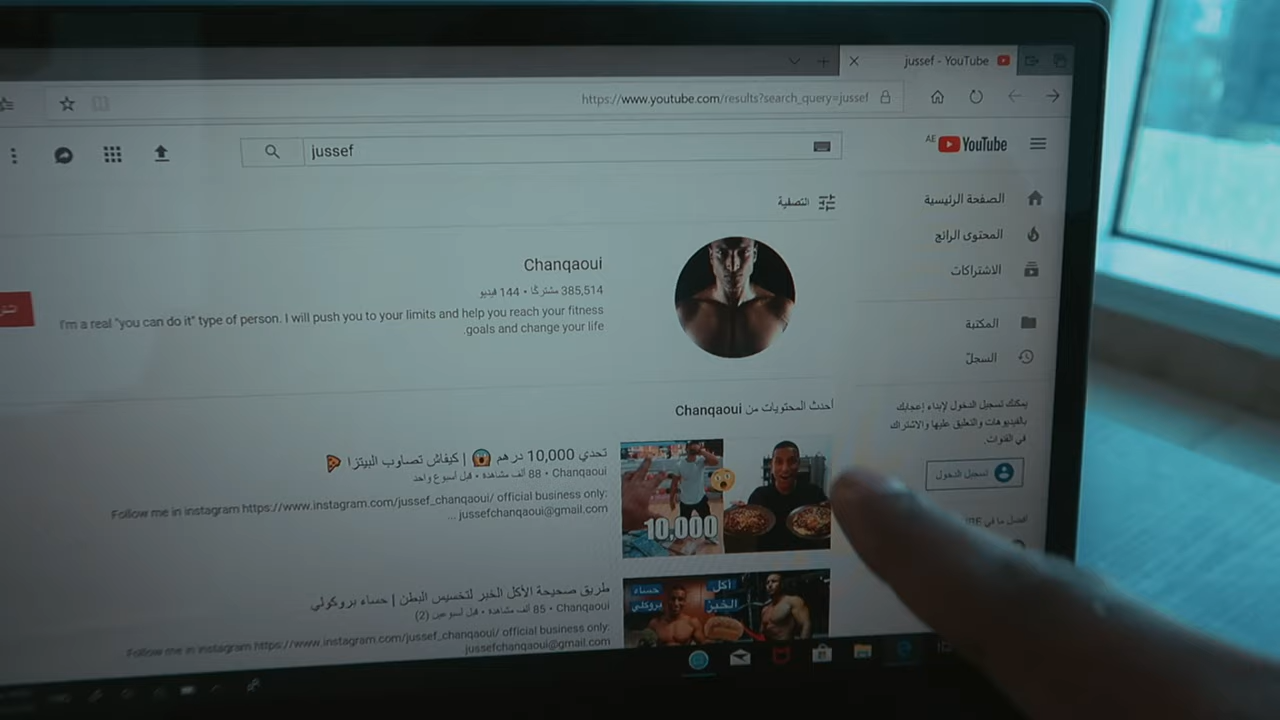 jussef - YouTube
https://www.youtube.com/results?search_query=jussef
AE YouTube
jussef
الصفحة الرئيسية
المحتوى الرائج
الاشتراكات
المكتبة
السجلّ
يمكنك تسجيل الدخول لإبداء إعجابك
بالفيديوهات والتعليق عليها والاشتراك
في القنوات.
تسجيل الدخول
أفضل ما في
التصفية
Chanqaoui
385,514 مشتركًا • 144 فيديو
I'm a real "you can do it" type of person. I will push you to your limits and help you reach your fitness
.goals and change your life
أحدث المحتويات من Chanqaoui
تحدي 10,000 درهم 😱 | كيفاش تصاوب البيتزا 🍕
Chanqaoui • 88 ألف مشاهدة • قبل أسبوع واحد
Follow me in instagram https://www.instagram.com/jussef_chanqaoui/ official business only:
... jussefchanqaoui@gmail.com
10,000
طريق صحيحة الأكل الخبز لتخسيس البطن | حساء بروكولي
Chanqaoui • 85 ألف مشاهدة • قبل أسبوعين (2)
Follow me in instagram https://www.instagram.com/jussef_chanqaoui/ official business only:
jussefchanqaoui@gmail.com
أكل
الخبز
حساء
بروكلي